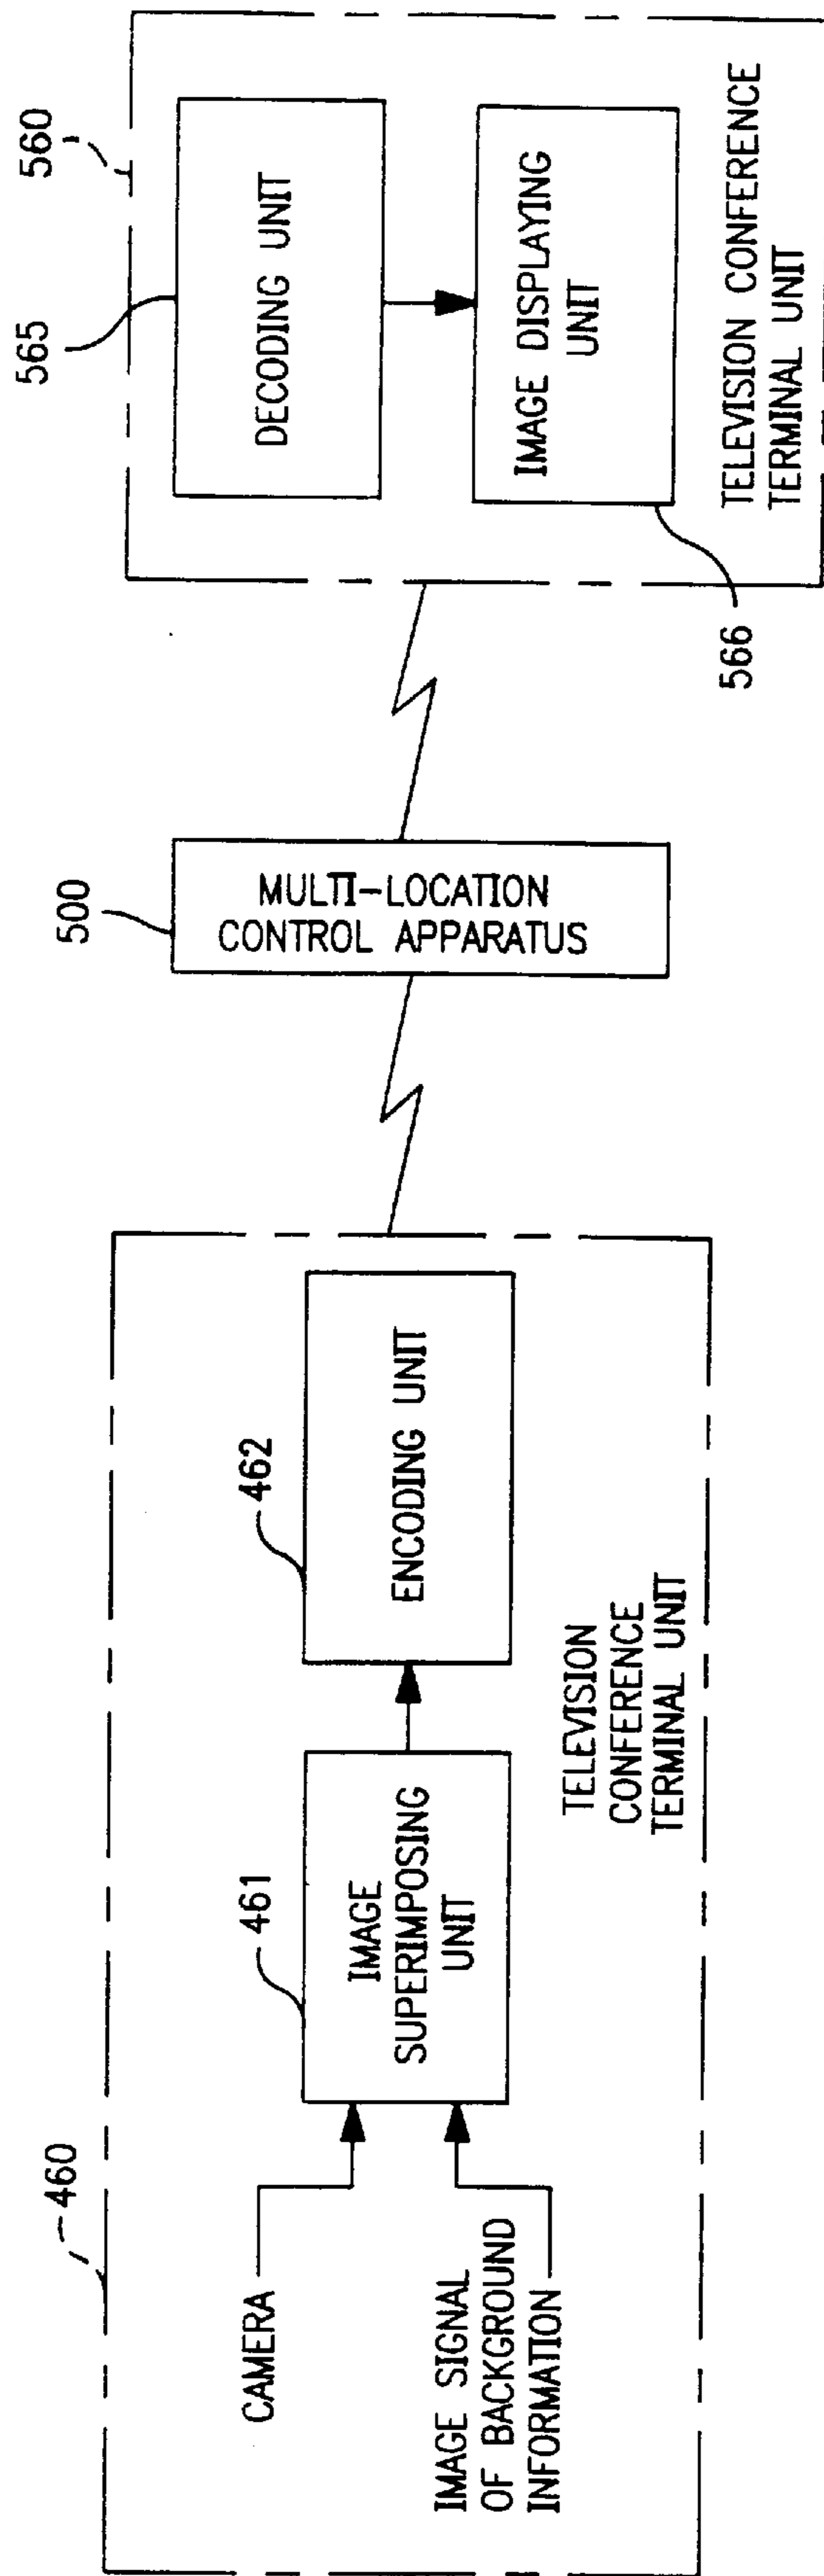 460
CAMERA
IMAGE SIGNAL
OF BACKGROUND
INFORMATION
461
IMAGE
SUPERIMPOSING
UNIT
462
ENCODING UNIT
TELEVISION
CONFERENCE
TERMINAL UNIT
500
MULTI-LOCATION
CONTROL APPARATUS
560
565
DECODING UNIT
IMAGE DISPLAYING
UNIT
566
TELEVISION CONFERENCE
TERMINAL UNIT